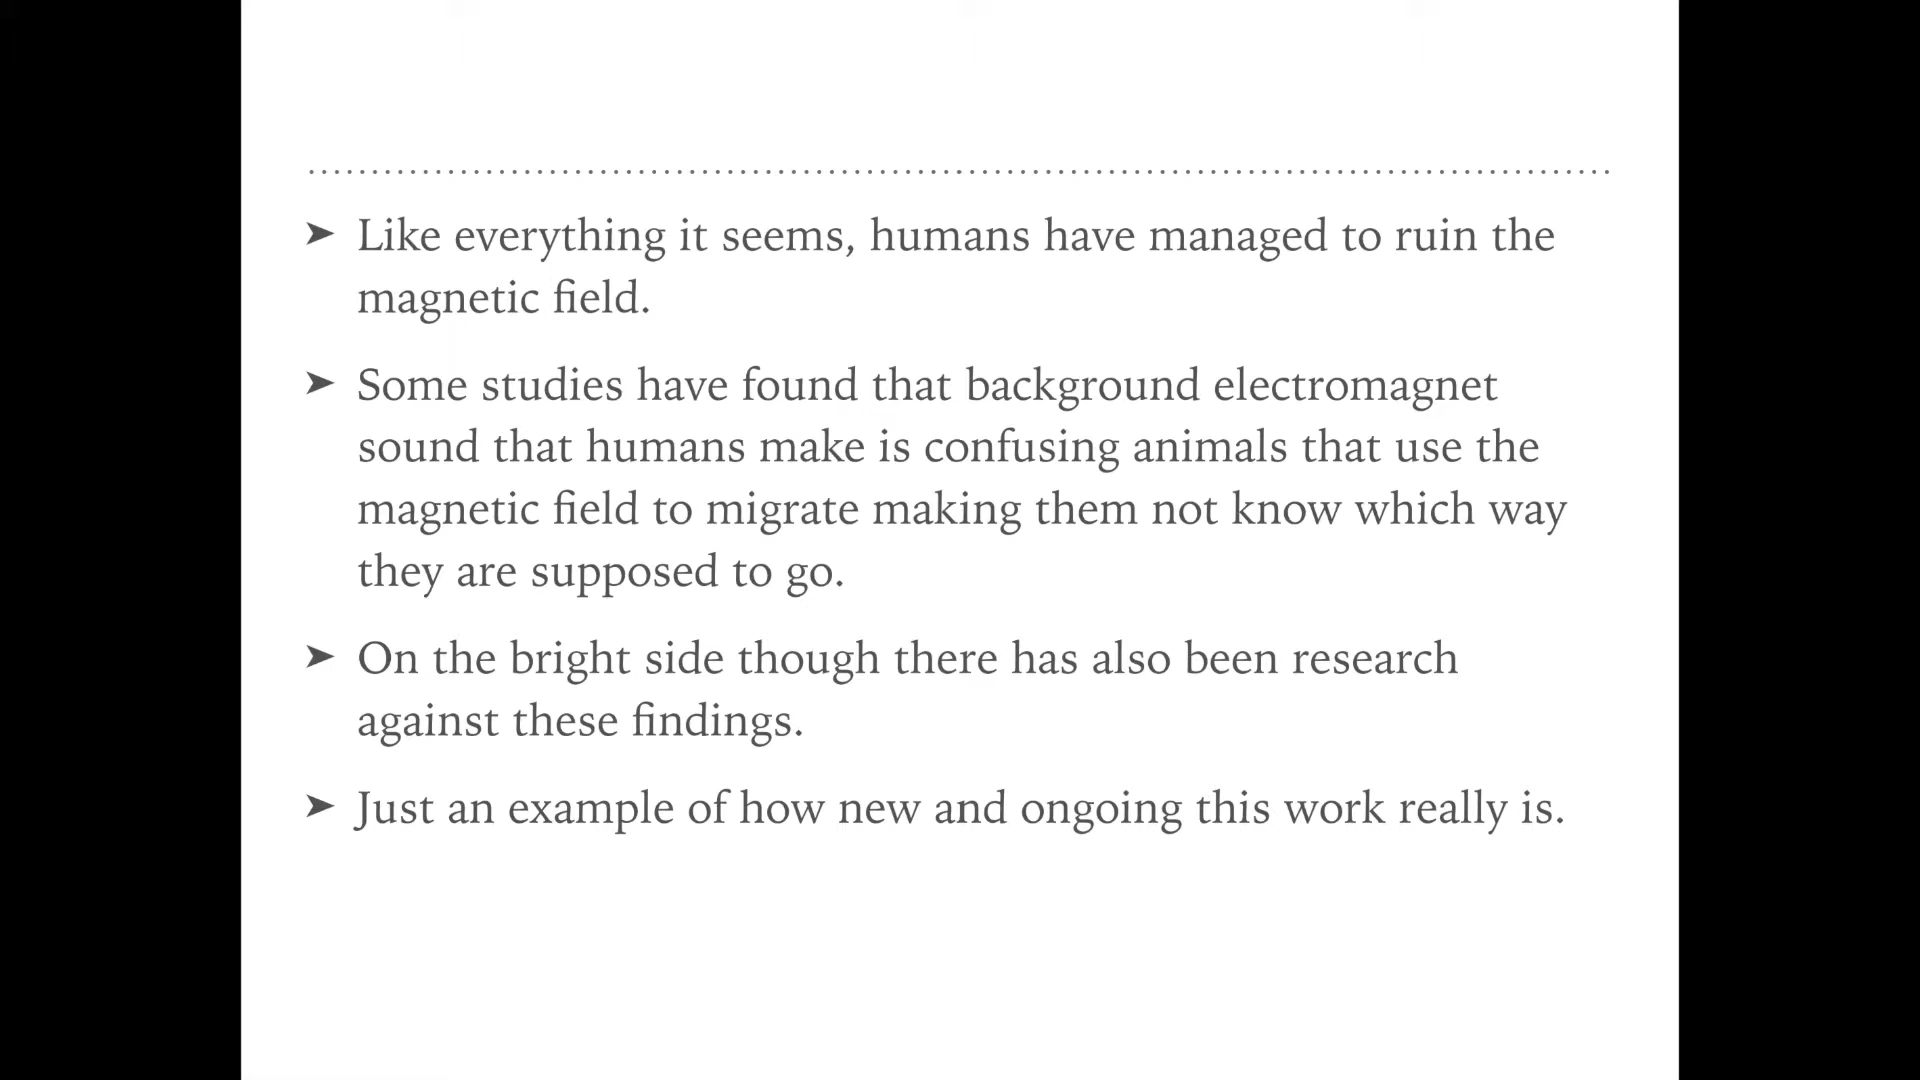 ➤ Like everything it seems, humans have managed to ruin the
magnetic field.
➤ Some studies have found that background electromagnet
sound that humans make is confusing animals that use the
magnetic field to migrate making them not know which way
they are supposed to go.
➤ On the bright side though there has also been research
against these findings.
➤ Just an example of how new and ongoing this work really is.